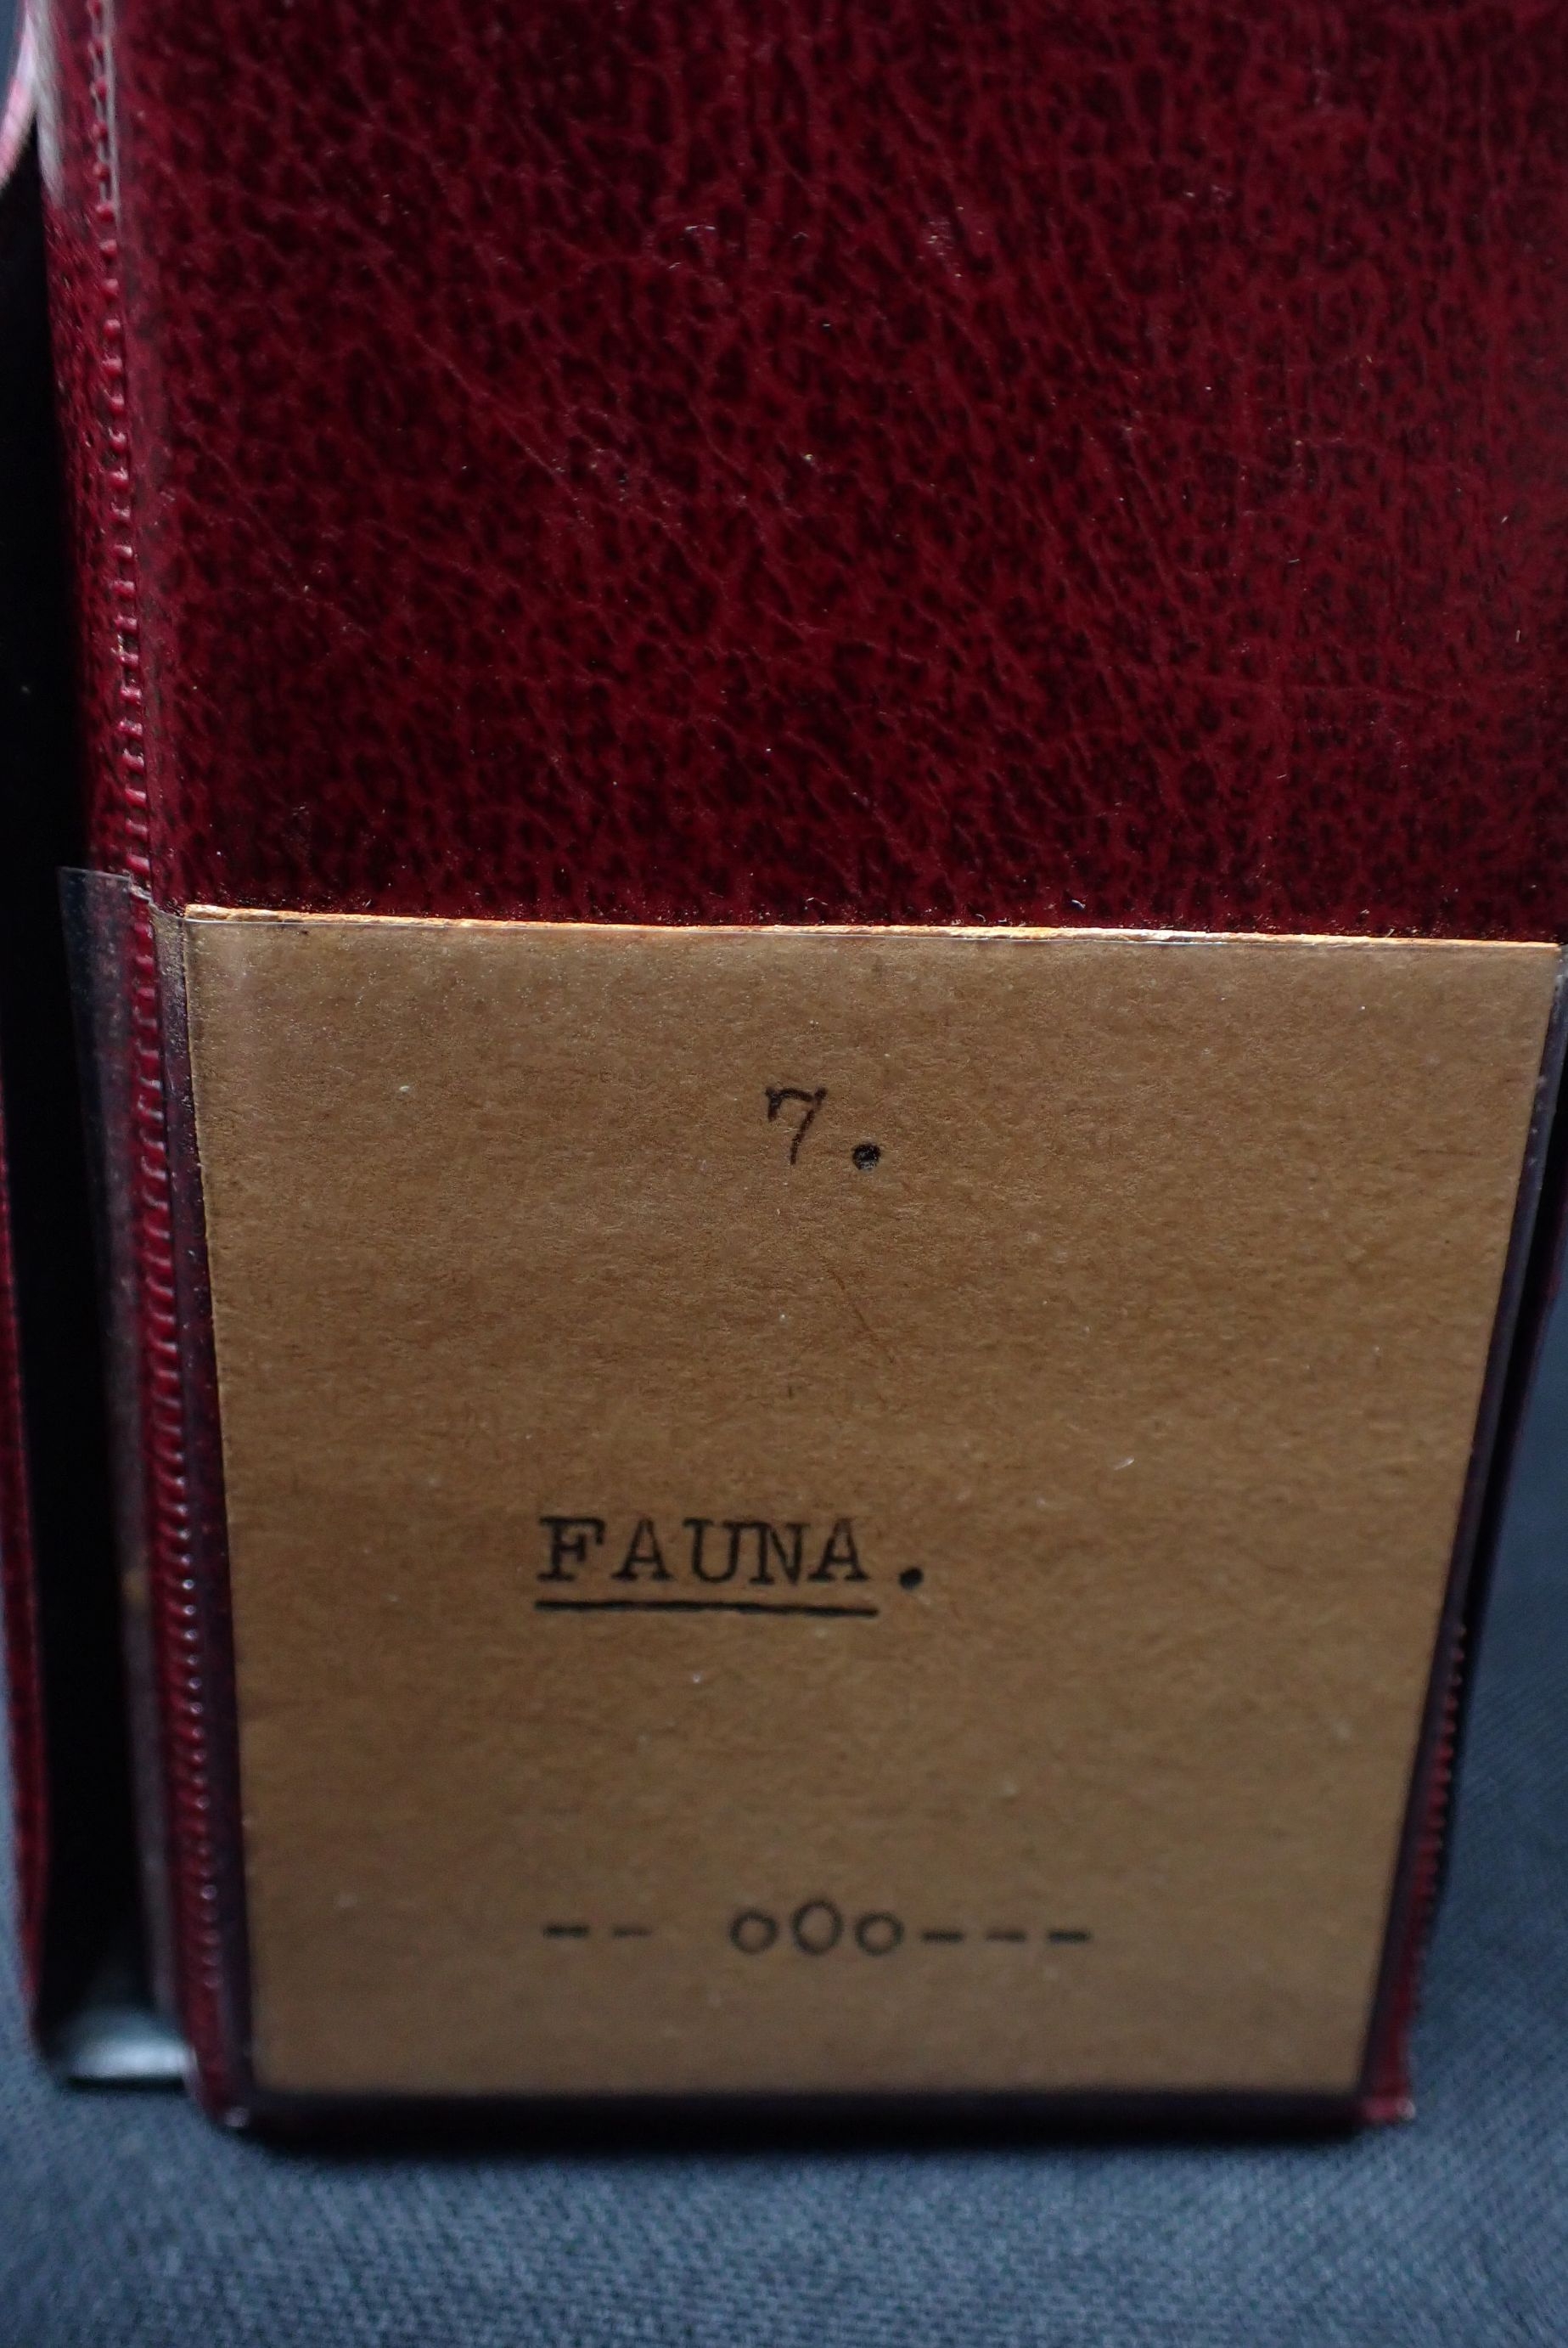 7.
FAUNA.
-- oOo---